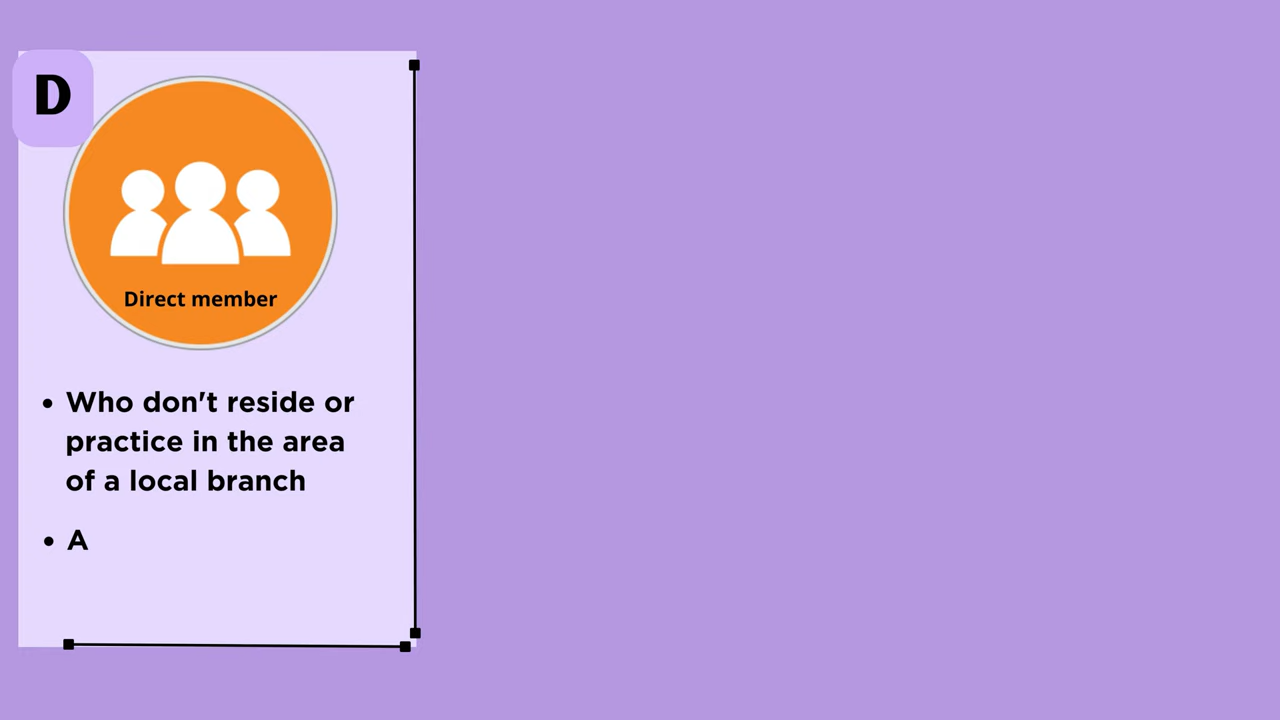 D
Direct member
• Who don't reside or
practice in the area
of a local branch
• A